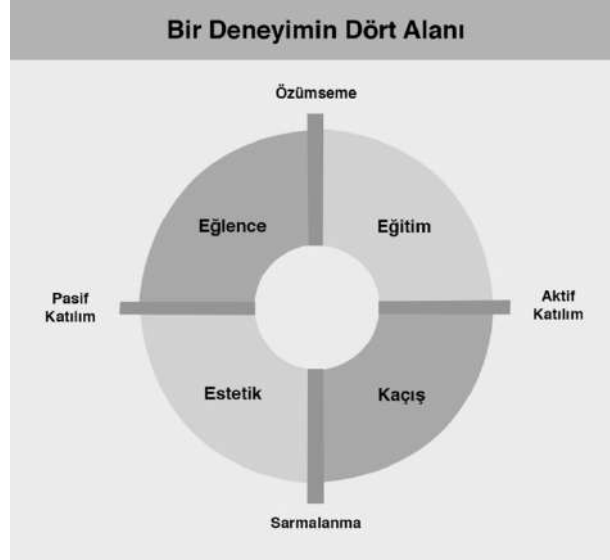 Bir Deneyimin Dört Alanı
Özümseme
Eğlence
Eğitim
Pasif
Katılım
Aktif
Katılım
Estetik
Kaçış
Sarmalanma